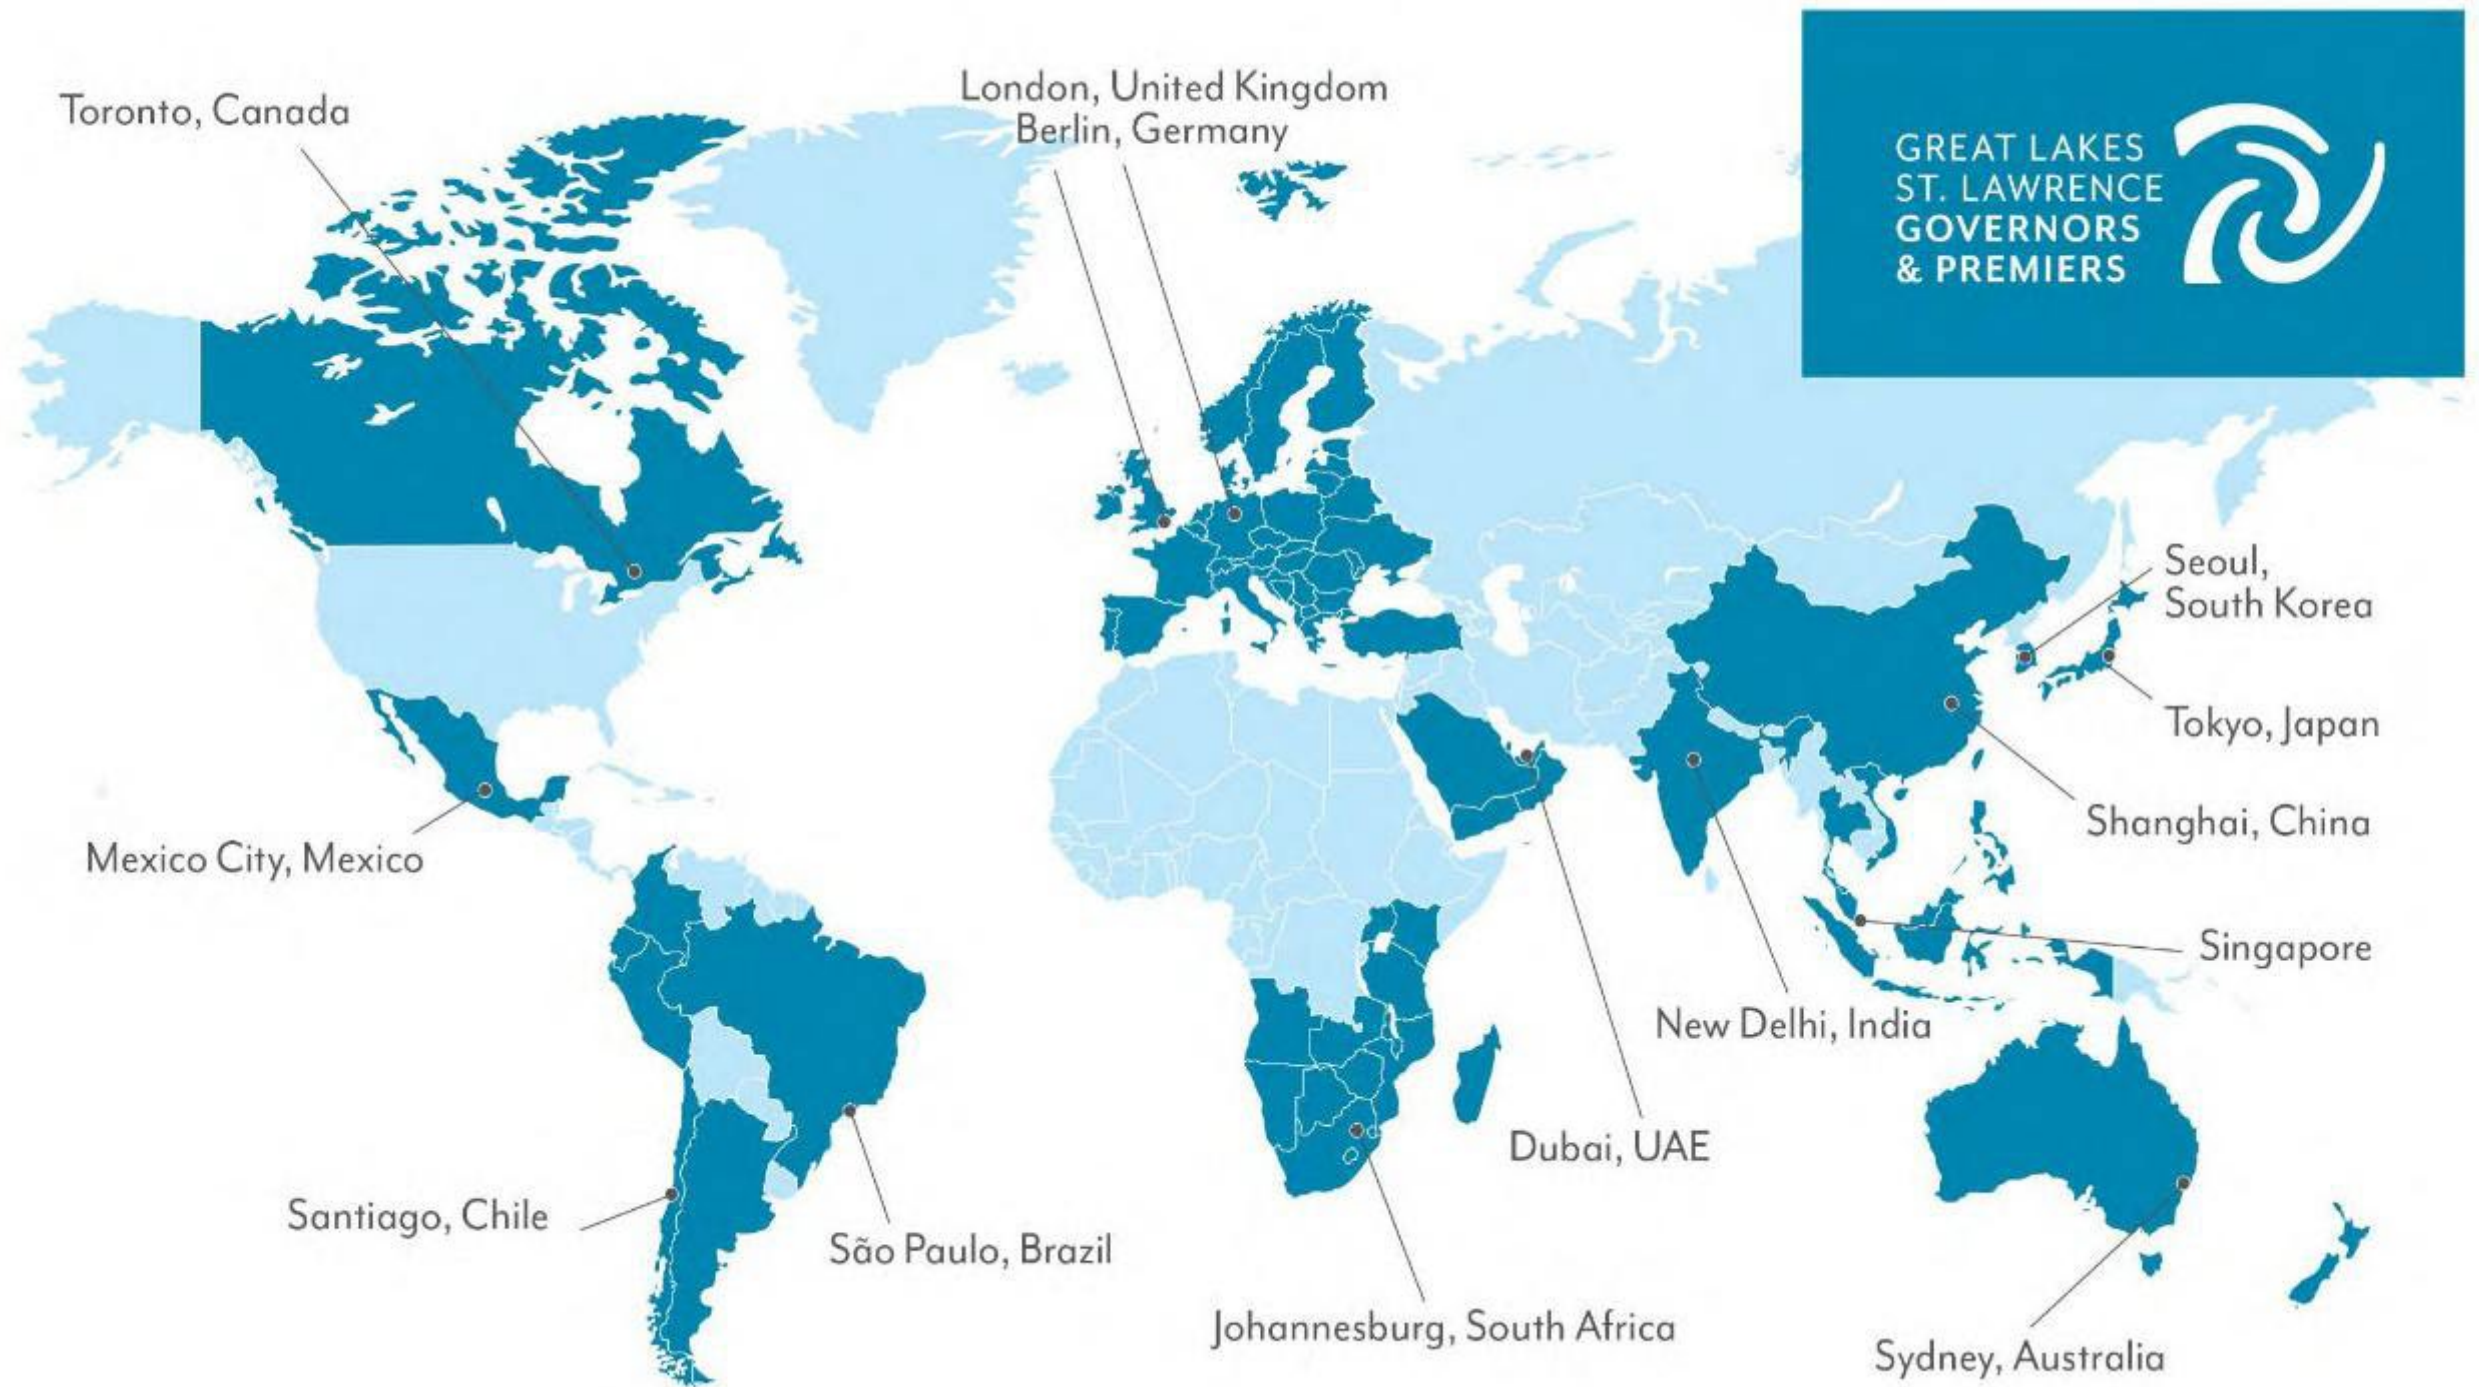 Toronto, Canada
London, United Kingdom
Berlin, Germany
GREAT LAKES
ST. LAWRENCE
GOVERNORS
& PREMIERS
Seoul,
South Korea
Tokyo, Japan
Shanghai, China
Mexico City, Mexico
Singapore
New Delhi, India
Dubai, UAE
Santiago, Chile
São Paulo, Brazil
Johannesburg, South Africa
Sydney, Australia